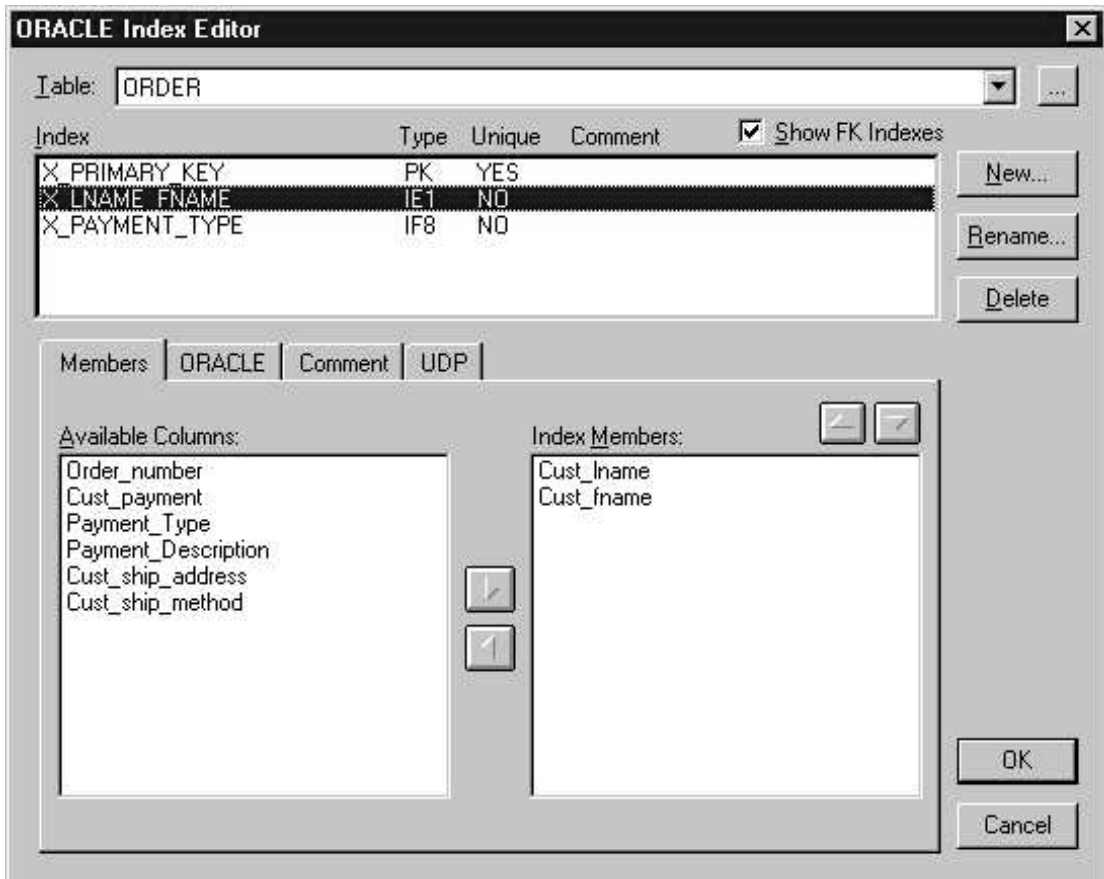 ORACLE Index Editor
Table: ORDER ...
Index Type Unique Comment Show FK Indexes
X_PRIMARY_KEY PK YES
X_LNAME_FNAME IE1 NO
X_PAYMENT_TYPE IF8 NO
New...
Rename...
Delete
Members ORACLE Comment UDP
Available Columns:
Order_number
Cust_payment
Payment_Type
Payment_Description
Cust_ship_address
Cust_ship_method
Index Members:
Cust_lname
Cust_fname
OK
Cancel